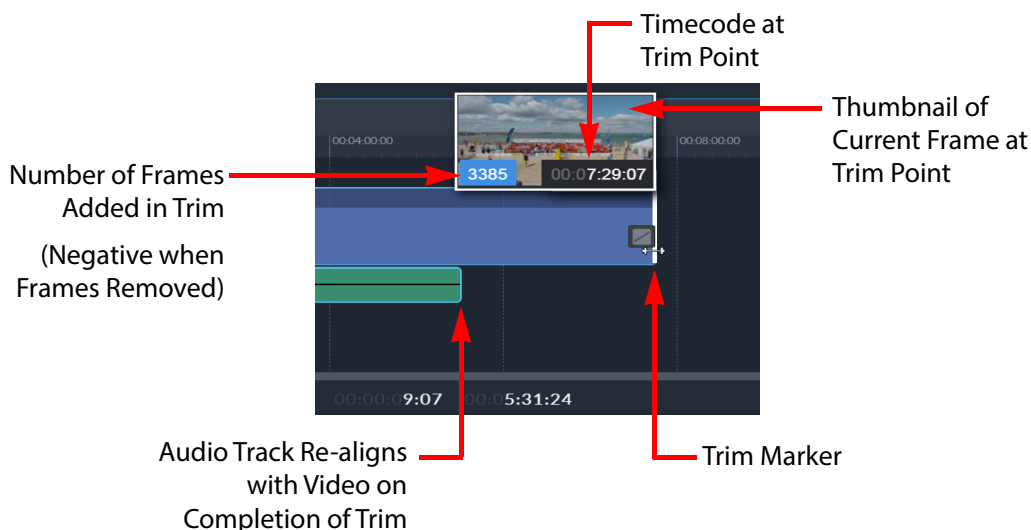 Timecode at
Trim Point
Thumbnail of
Current Frame at
Trim Point
00:04:00:00
00:08:00:00
3385
00:07:29:07
Number of Frames
Added in Trim
(Negative when
Frames Removed)
00:00:09:07
00:05:31:24
Audio Track Re-aligns
with Video on
Completion of Trim
Trim Marker